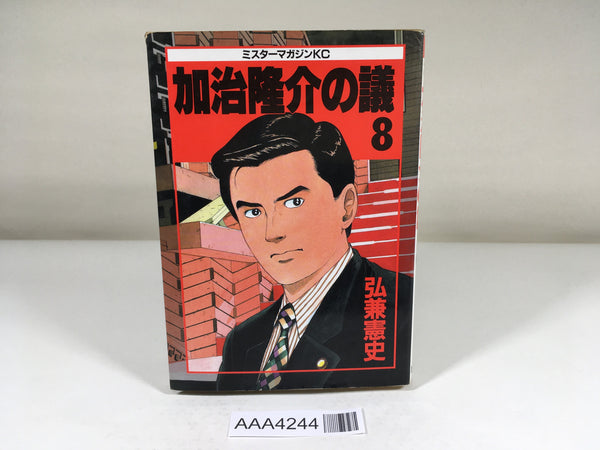 ミスターマガジンKC
加治隆介の議
8
弘兼憲史
AAA4244